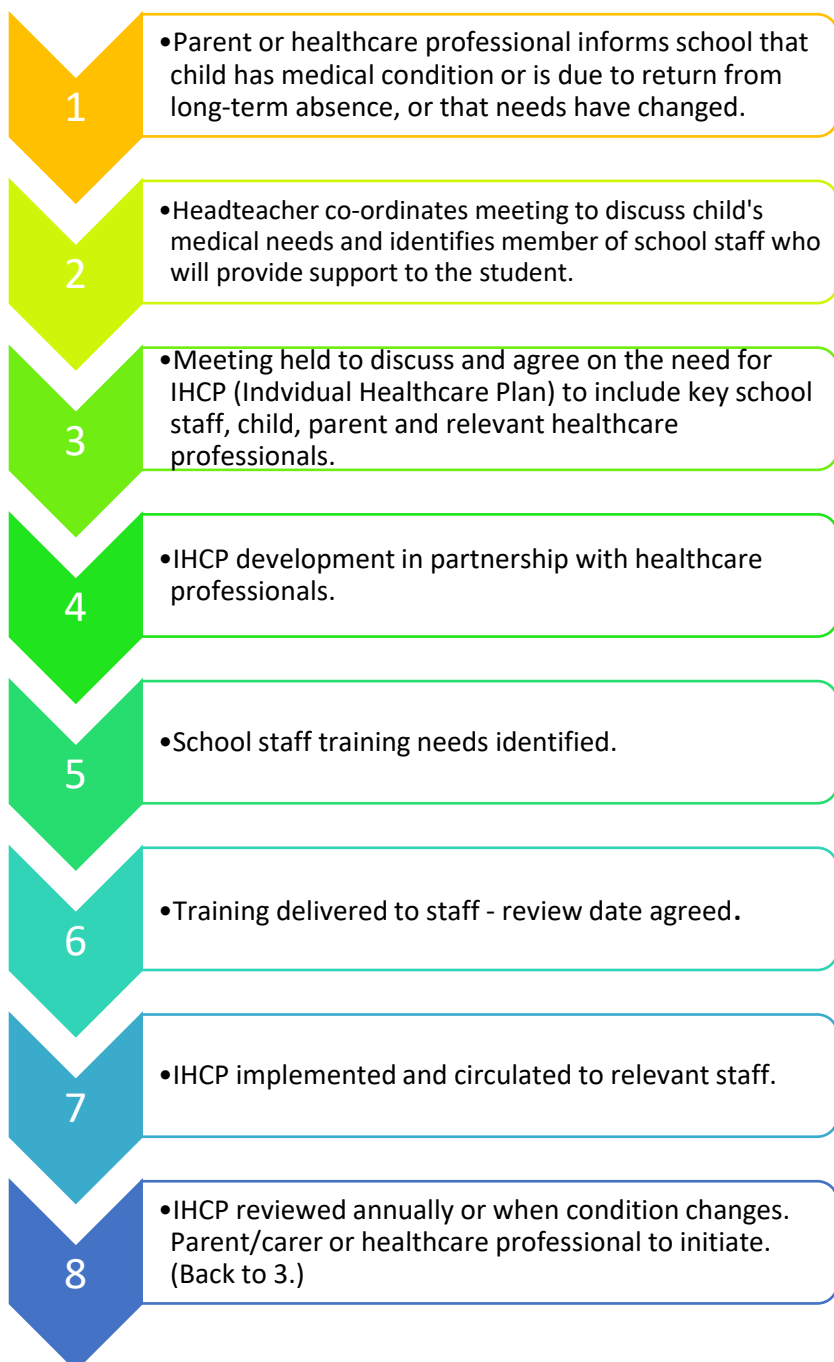 1
•Parent or healthcare professional informs school that
child has medical condition or is due to return from
long-term absence, or that needs have changed.
2
•Headteacher co-ordinates meeting to discuss child's
medical needs and identifies member of school staff who
will provide support to the student.
3
•Meeting held to discuss and agree on the need for
IHCP (Indvidual Healthcare Plan) to include key school
staff, child, parent and relevant healthcare
professionals.
4
•IHCP development in partnership with healthcare
professionals.
5
•School staff training needs identified.
6
•Training delivered to staff - review date agreed.
7
•IHCP implemented and circulated to relevant staff.
8
•IHCP reviewed annually or when condition changes.
Parent/carer or healthcare professional to initiate.
(Back to 3.)